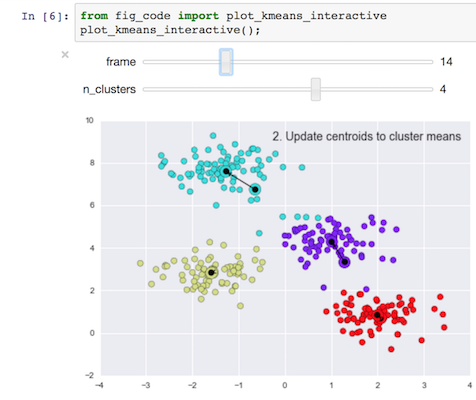 In [6]: from fig_code import plot_kmeans_interactive
plot_kmeans_interactive();
×
frame 14
n_clusters 4
2. Update centroids to cluster means
10
8
6
4
2
0
−2
−4 −3 −2 −1 0 1 2 3 4